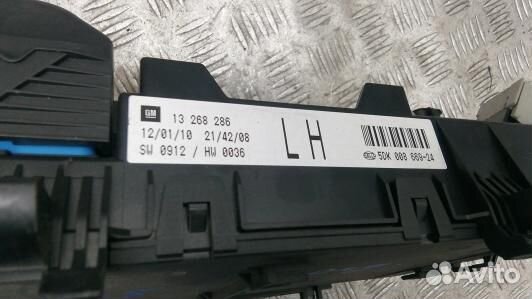 GM 13 268 286
12/01/10 21/42/08
SW 0912 / HW 0036
LH
5DK 008 669-24
Avito